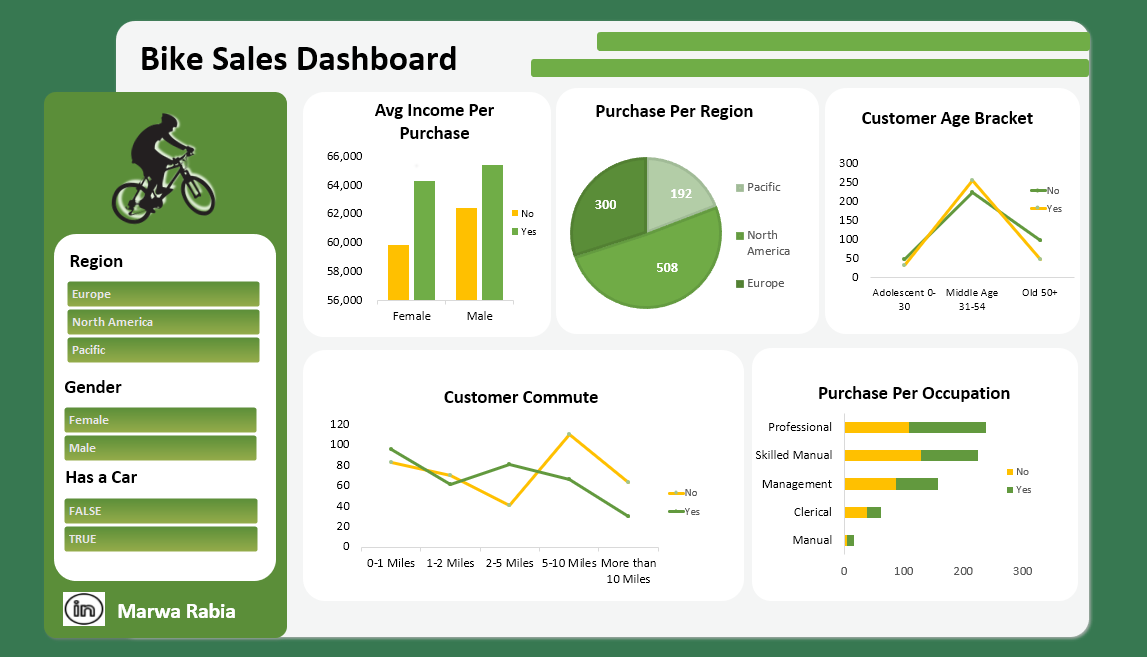 Bike Sales Dashboard
Region
Europe
North America
Pacific
Gender
Female
Male
Has a Car
FALSE
TRUE
in
Marwa Rabia
Avg Income Per
Purchase
66,000
64,000
62,000
60,000
58,000
56,000
Female
Male
No
Yes
Purchase Per Region
192
508
300
Pacific
North
America
Europe
Customer Age Bracket
300
250
200
150
100
50
0
Adolescent 0-
30
Middle Age
31-54
Old 50+
No
Yes
Customer Commute
120
100
80
60
40
20
0
0-1 Miles
1-2 Miles
2-5 Miles
5-10 Miles
More than
10 Miles
No
Yes
Purchase Per Occupation
Professional
Skilled Manual
Management
Clerical
Manual
0
100
200
300
No
Yes